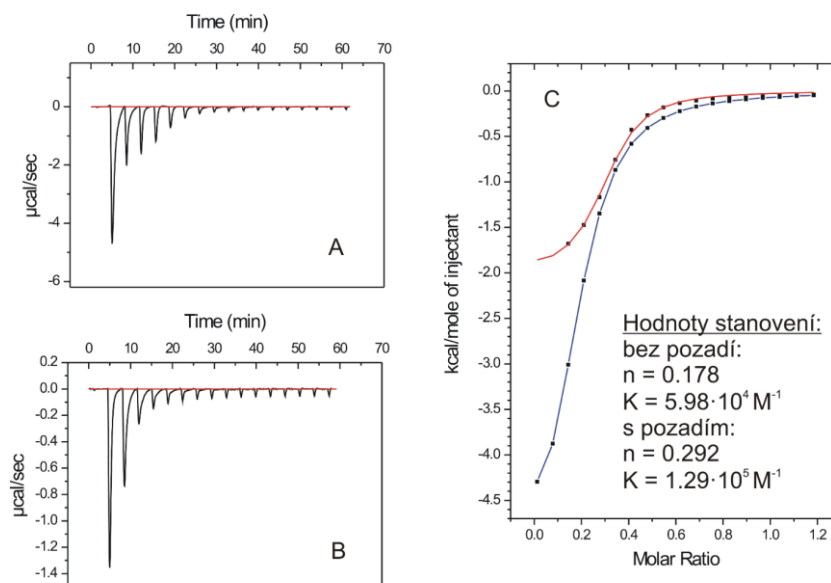 Time (min)
0 10 20 30 40 50 60 70
0
-2
-4
-6
µcal/sec
A
Time (min)
0 10 20 30 40 50 60 70
0.2
0.0
-0.2
-0.4
-0.6
-0.8
-1.0
-1.2
-1.4
µcal/sec
B
C
0.0
-0.5
-1.0
-1.5
-2.0
-2.5
-3.0
-3.5
-4.0
-4.5
kcal/mole of injectant
Hodnoty stanovení:
bez pozadí:
n = 0.178
K = 5.98·10⁴ M⁻¹
s pozadím:
n = 0.292
K = 1.29·10⁵ M⁻¹
0.0 0.2 0.4 0.6 0.8 1.0 1.2
Molar Ratio